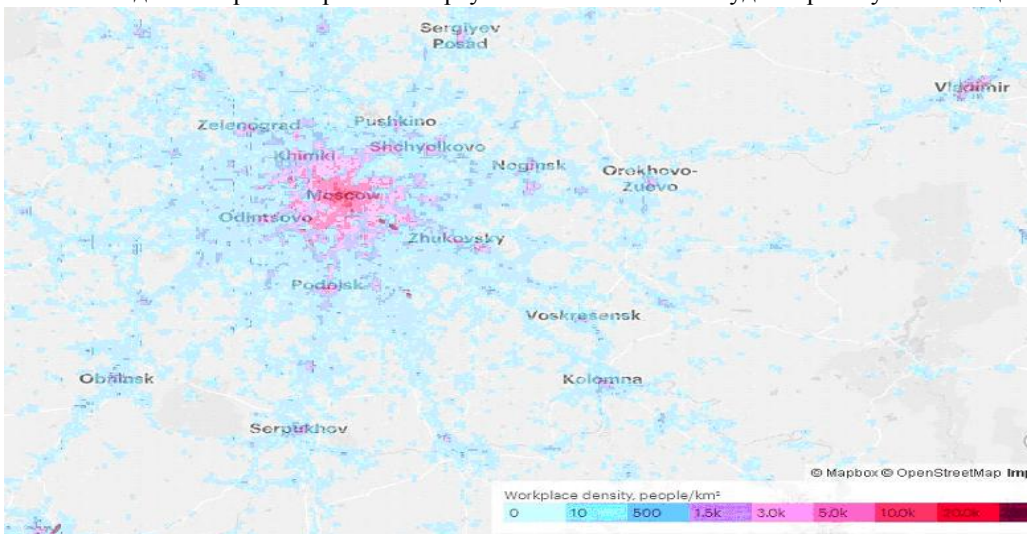 Sergiyev
Posad
Vladimir
Zelenograd
Pushkino
Shchyolkovo
Khimki
Noginsk
Orekhovo-
Zuevo
Moscow
Odintsovo
Zhukovsky
Podolsk
Voskresensk
Obninsk
Kolomna
Serpukhov
© Mapbox © OpenStreetMap Imp
Workplace density, people/km²
0 10 500 1.5k 3.0k 5.0k 10.0k 20.0k